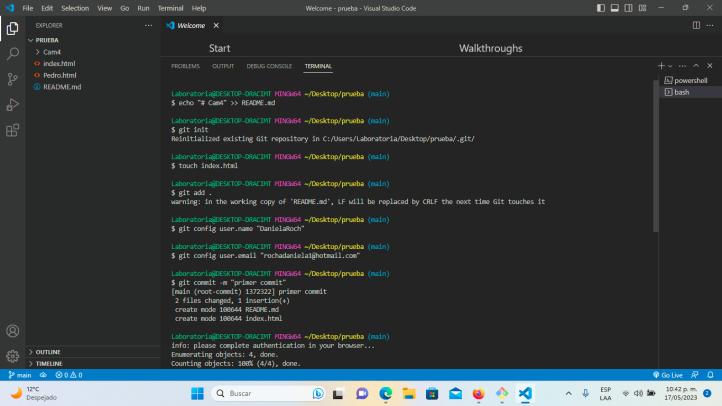 File Edit Selection View Go Run Terminal Help
Welcome - prueba - Visual Studio Code
EXPLORER
PRUEBA
Cam4
index.html
Pedro.html
README.md
OUTLINE
TIMELINE
Welcome
Start
Walkthroughs
PROBLEMS OUTPUT DEBUG CONSOLE TERMINAL
powershell
bash
Laboratoria@DESKTOP-DRACIMT MINGW64 ~/Desktop/prueba (main)
$ echo "# Cam4" >> README.md
Laboratoria@DESKTOP-DRACIMT MINGW64 ~/Desktop/prueba (main)
$ git init
Reinitialized existing Git repository in C:/Users/Laboratoria/Desktop/prueba/.git/
Laboratoria@DESKTOP-DRACIMT MINGW64 ~/Desktop/prueba (main)
$ touch index.html
Laboratoria@DESKTOP-DRACIMT MINGW64 ~/Desktop/prueba (main)
$ git add .
warning: in the working copy of 'README.md', LF will be replaced by CRLF the next time Git touches it
Laboratoria@DESKTOP-DRACIMT MINGW64 ~/Desktop/prueba (main)
$ git config user.name "DanielaRoch"
Laboratoria@DESKTOP-DRACIMT MINGW64 ~/Desktop/prueba (main)
$ git config user.email "rochadaniela1@hotmail.com"
Laboratoria@DESKTOP-DRACIMT MINGW64 ~/Desktop/prueba (main)
$ git commit -m "primer commit"
[main (root-commit) 1372322] primer commit
2 files changed, 1 insertion(+)
create mode 100644 README.md
create mode 100644 index.html
Laboratoria@DESKTOP-DRACIMT MINGW64 ~/Desktop/prueba (main)
info: please complete authentication in your browser...
Enumerating objects: 4, done.
Counting objects: 100% (4/4), done.
main 0 0 Go Live
12°C
Despejado
Buscar
ESP
LAA
10:42 p. m.
17/05/2023
2